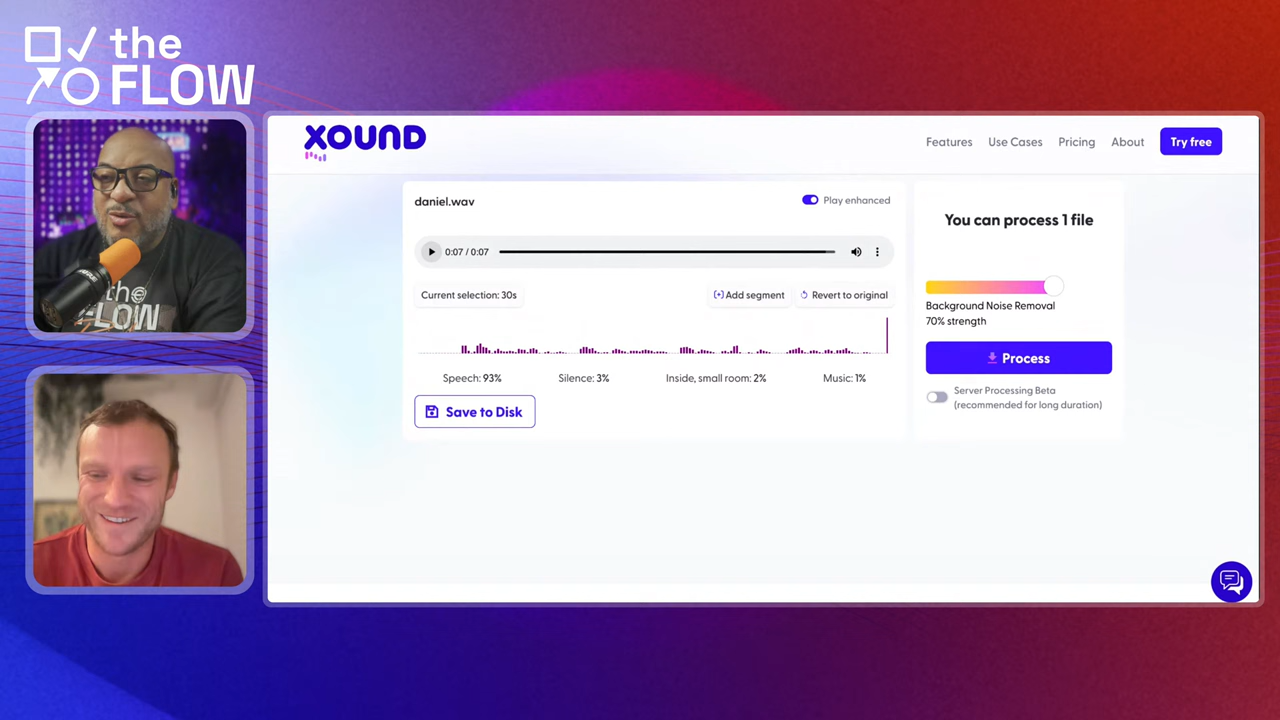 the
FLOW
XOUND
Features
Use Cases
Pricing
About
Try free
daniel.wav
Play enhanced
0:07 / 0:07
Current selection: 30s
Add segment
Revert to original
Speech: 93%
Silence: 3%
Inside, small room: 2%
Music: 1%
Save to Disk
You can process 1 file
Background Noise Removal
70% strength
Process
Server Processing Beta
(recommended for long duration)
the
FLOW